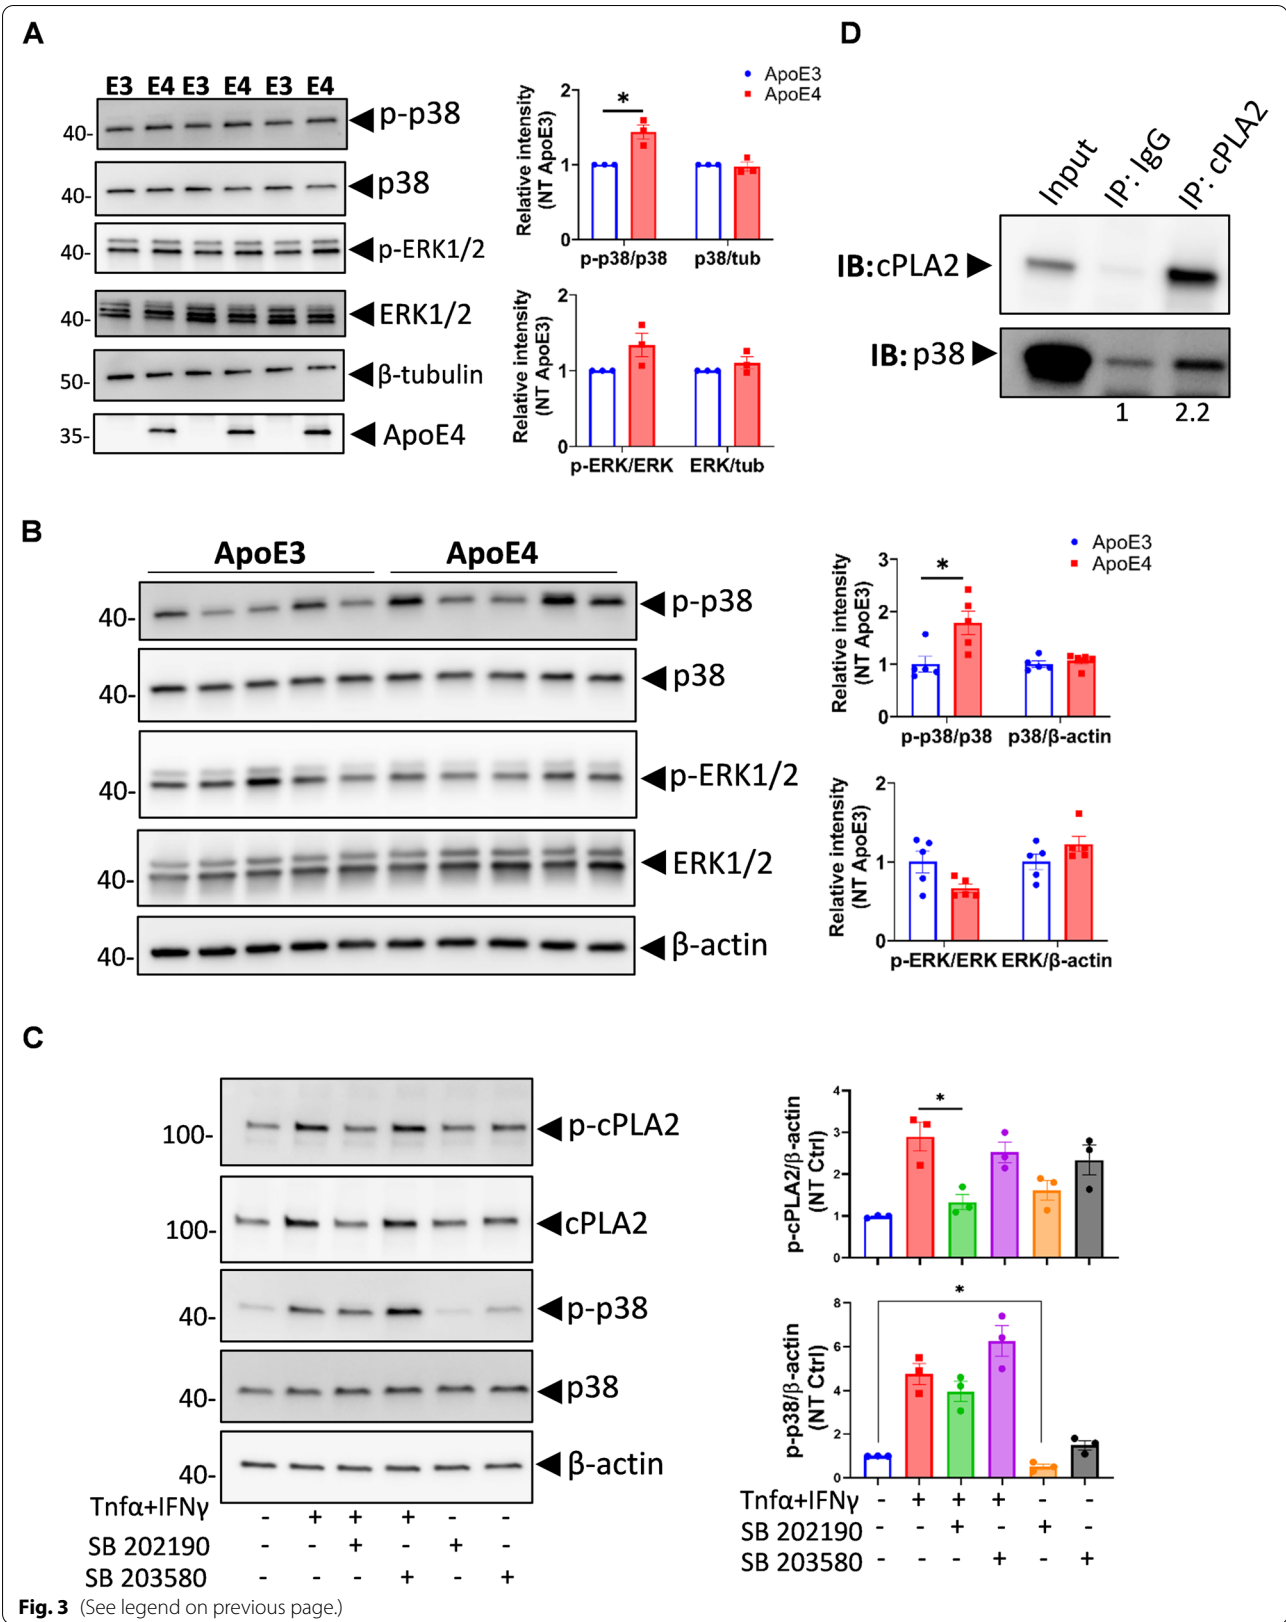 A
E3 E4 E3 E4 E3 E4
40- p-p38
40- p38
40- p-ERK1/2
40- ERK1/2
50- β-tubulin
35- ApoE4
ApoE3
ApoE4
Relative intensity
(NT ApoE3)
2
1
0
*
p-p38/p38 p38/tub
Relative intensity
(NT ApoE3)
2
1
0
p-ERK/ERK ERK/tub
D
Input
IP: IgG
IP: cPLA2
IB:cPLA2
IB:p38
1 2.2
B
ApoE3 ApoE4
40- p-p38
40- p38
40- p-ERK1/2
40- ERK1/2
40- β-actin
ApoE3
ApoE4
Relative intensity
(NT ApoE3)
3
2
1
0
*
p-p38/p38 p38/β-actin
Relative intensity
(NT ApoE3)
2
1
0
p-ERK/ERK ERK/β-actin
C
100- p-cPLA2
100- cPLA2
40- p-p38
40- p38
40- β-actin
Tnfα+IFNγ - + + + - -
SB 202190 - - + - + -
SB 203580 - - - + - +
p-cPLA2/β-actin
(NT Ctrl)
4
3
2
1
0
*
p-p38/β-actin
(NT Ctrl)
8
6
4
2
0
*
Tnfα+IFNγ - + + + - -
SB 202190 - - + - + -
SB 203580 - - - + - +
Fig. 3 (See legend on previous page.)